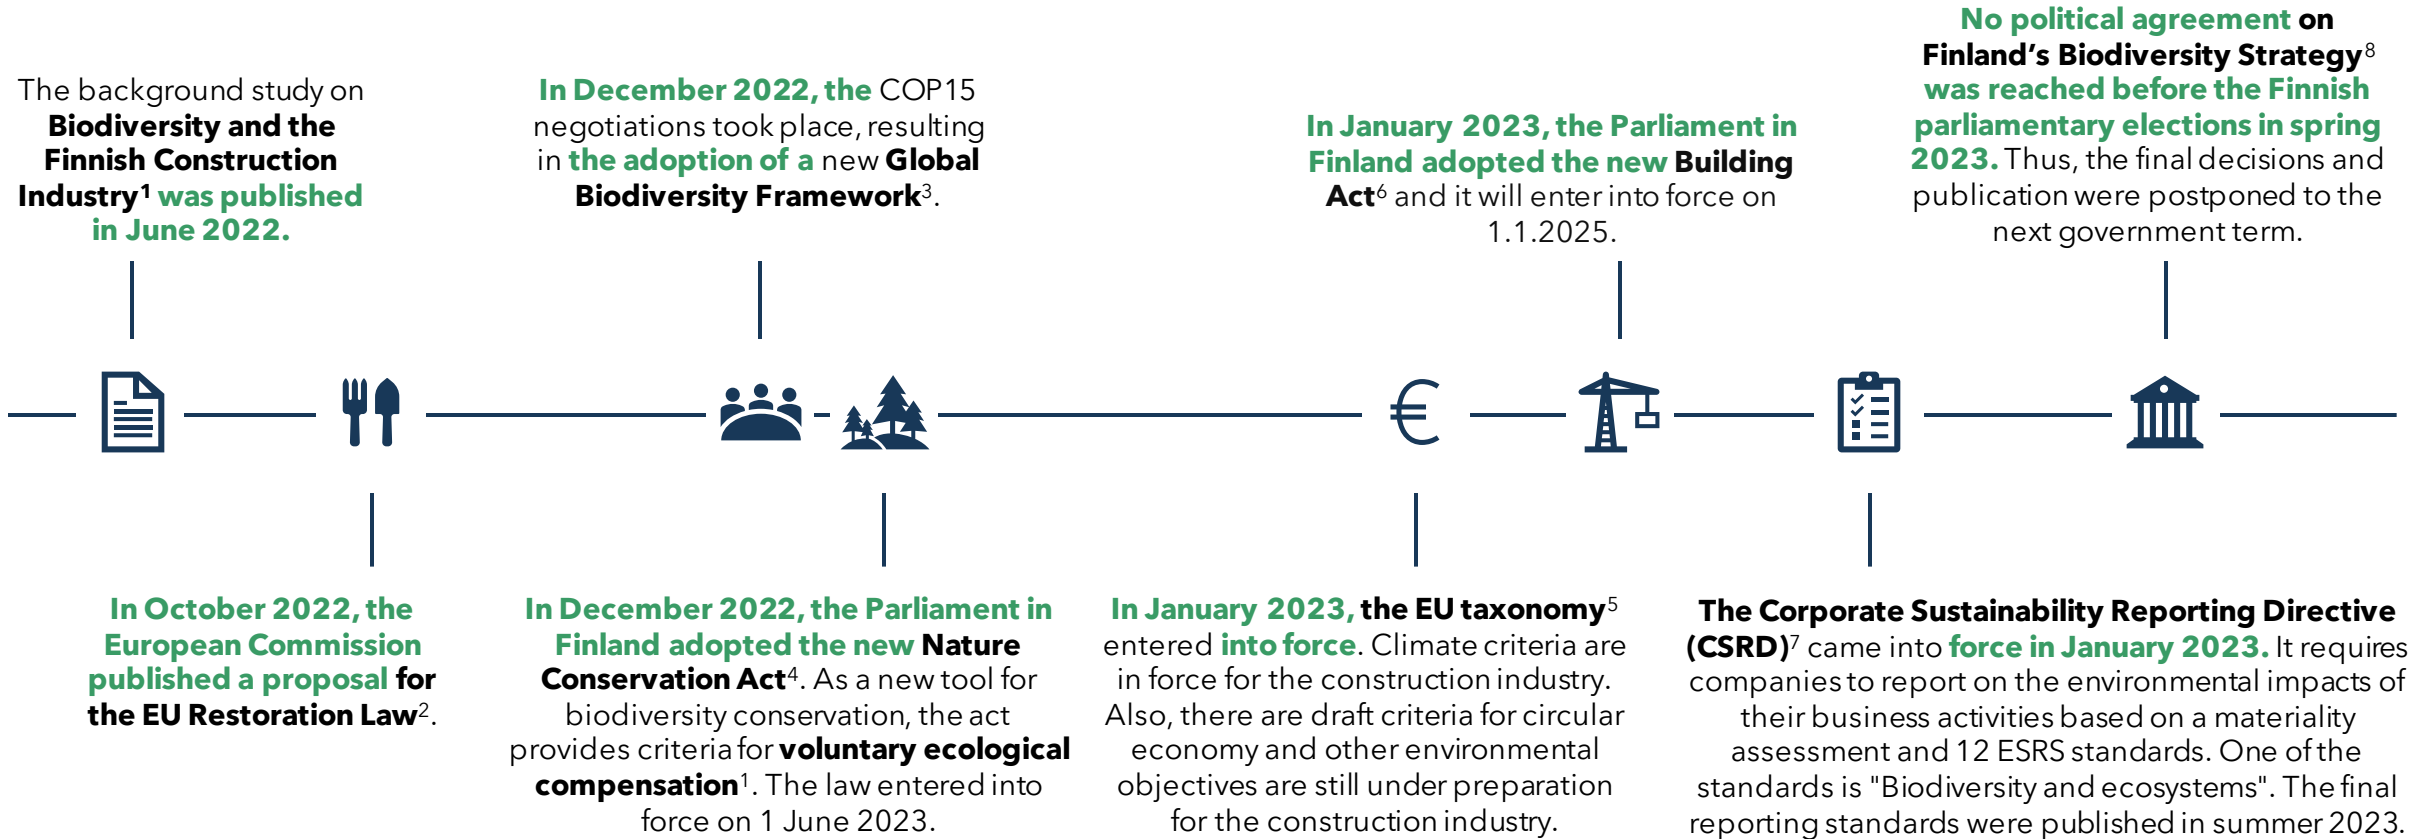 The background study on
Biodiversity and the
Finnish Construction
Industry¹ was published
in June 2022.
In October 2022, the
European Commission
published a proposal for
the EU Restoration Law².
In December 2022, the COP15
negotiations took place, resulting
in the adoption of a new Global
Biodiversity Framework³.
In December 2022, the Parliament in
Finland adopted the new Nature
Conservation Act⁴. As a new tool for
biodiversity conservation, the act
provides criteria for voluntary ecological
compensation¹. The law entered into
force on 1 June 2023.
In January 2023, the EU taxonomy⁵
entered into force. Climate criteria are
in force for the construction industry.
Also, there are draft criteria for circular
economy and other environmental
objectives are still under preparation
for the construction industry.
In January 2023, the Parliament in
Finland adopted the new Building
Act⁶ and it will enter into force on
1.1.2025.
The Corporate Sustainability Reporting Directive
(CSRD)⁷ came into force in January 2023. It requires
companies to report on the environmental impacts of
their business activities based on a materiality
assessment and 12 ESRS standards. One of the
standards is "Biodiversity and ecosystems". The final
reporting standards were published in summer 2023.
No political agreement on
Finland's Biodiversity Strategy⁸
was reached before the Finnish
parliamentary elections in spring
2023. Thus, the final decisions and
publication were postponed to the
next government term.